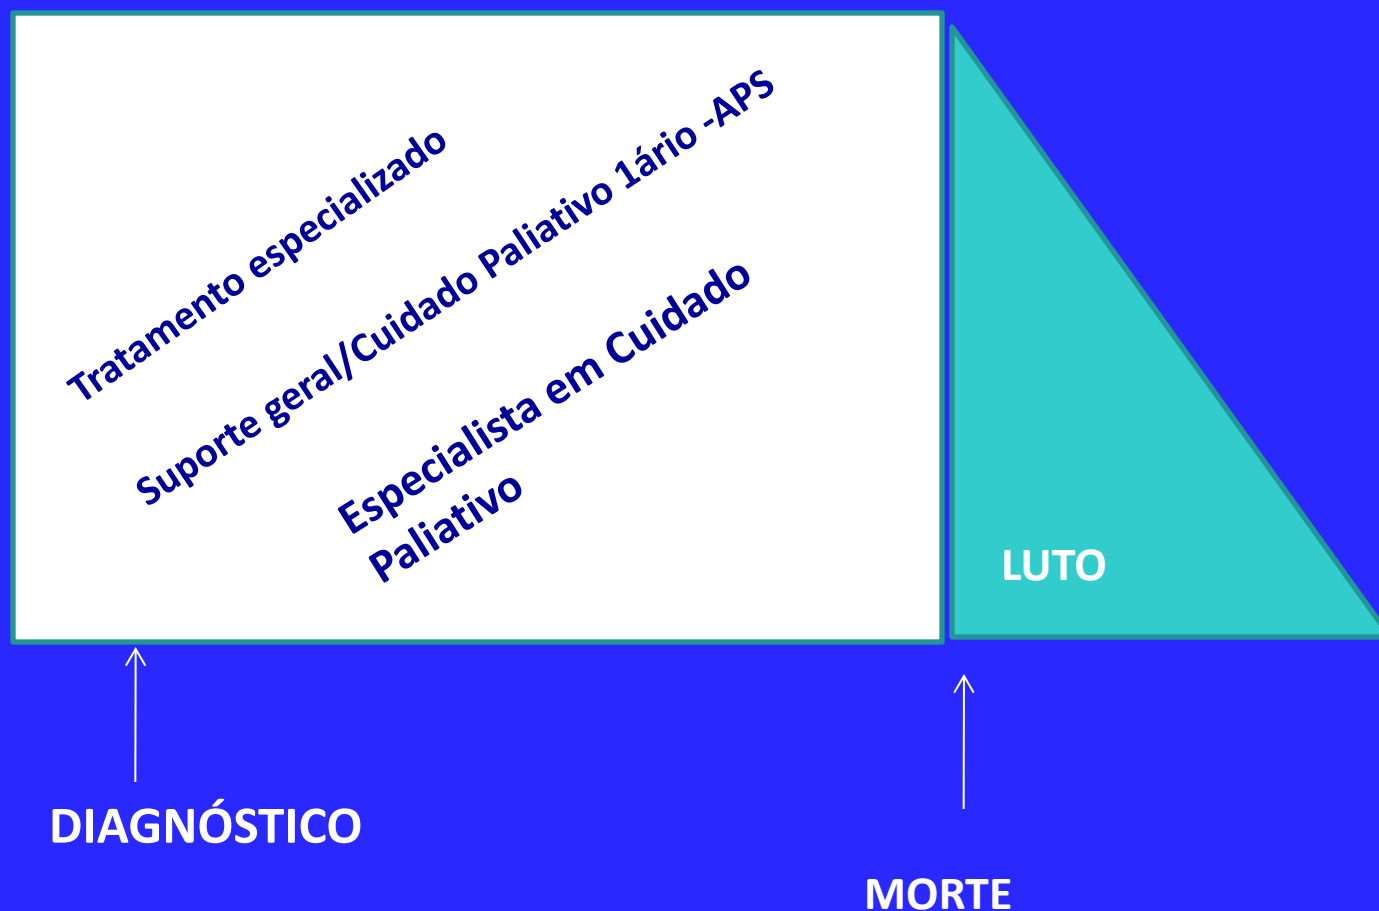 Tratamento especializado
Suporte geral/Cuidado Paliativo 1ário -APS
Especialista em Cuidado
Paliativo
LUTO
DIAGNÓSTICO
MORTE